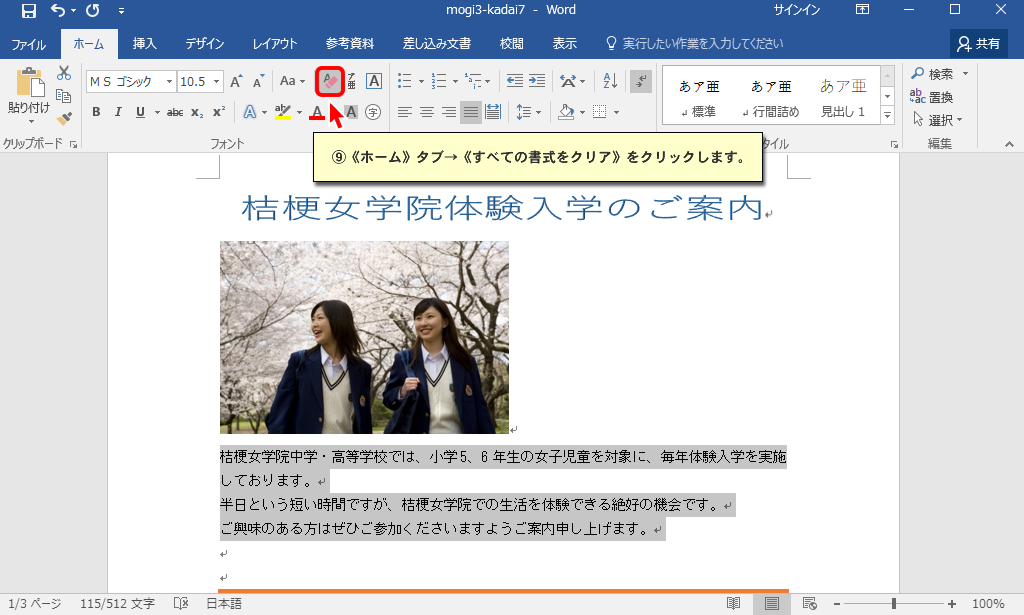 mogi3-kadai7 - Word
サインイン
ファイル ホーム 挿入 デザイン レイアウト 参考資料 差し込み文書 校閲 表示 実行したい作業を入力してください 共有
ＭＳ ゴシック 10.5 A A Aa A
あア亜 あア亜 あア亜
↲ 標準 ↲ 行間詰め 見出し 1
検索
置換
選択
貼り付け
B I U abc x₂ x² A ab A A 字
クリップボード フォント タイル 編集
⑨《ホーム》タブ→《すべての書式をクリア》をクリックします。
桔梗女学院体験入学のご案内
桔梗女学院中学・高等学校では、小学5、6 年生の女子児童を対象に、毎年体験入学を実施
しております。
半日という短い時間ですが、桔梗女学院での生活を体験できる絶好の機会です。
ご興味のある方はぜひご参加くださいますようご案内申し上げます。
1/3 ページ 115/512 文字 日本語 100%